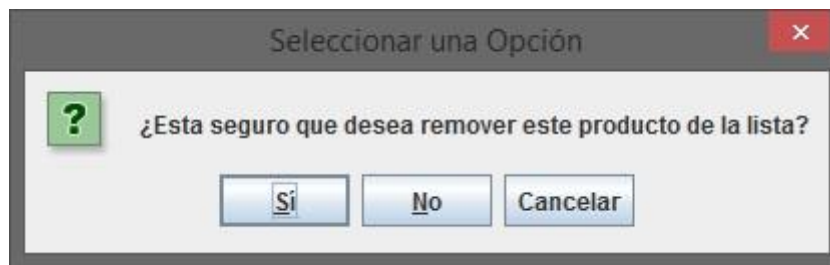 Seleccionar una Opción
¿Esta seguro que desea remover este producto de la lista?
Sí No Cancelar